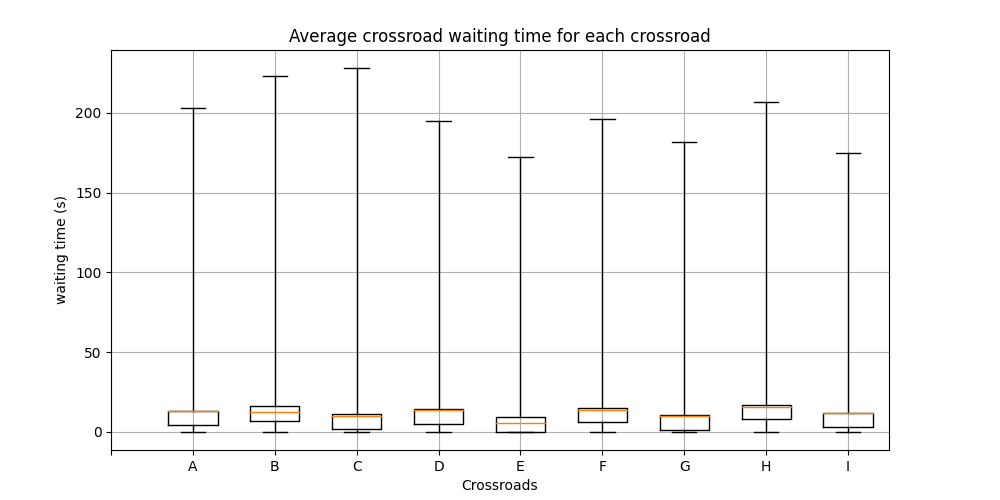 Average crossroad waiting time for each crossroad
waiting time (s)
200
150
100
50
0
A B C D E F G H I
Crossroads